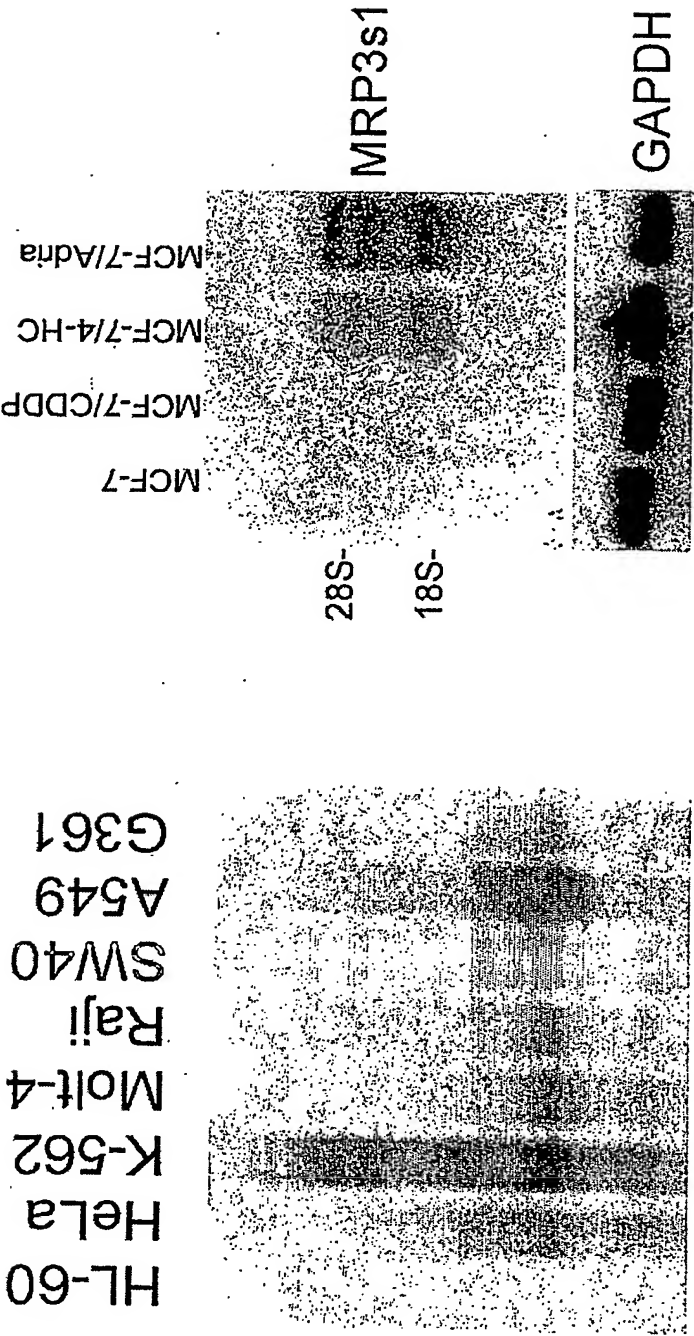 MCF-7
MCF-7/CDDP
MCF-7/4-HC
MCF-7/Adria
28S-
18S-
MRP3s1
GAPDH
HL-60
HeLa
K-562
Molt-4
Raji
SW40
A549
G361